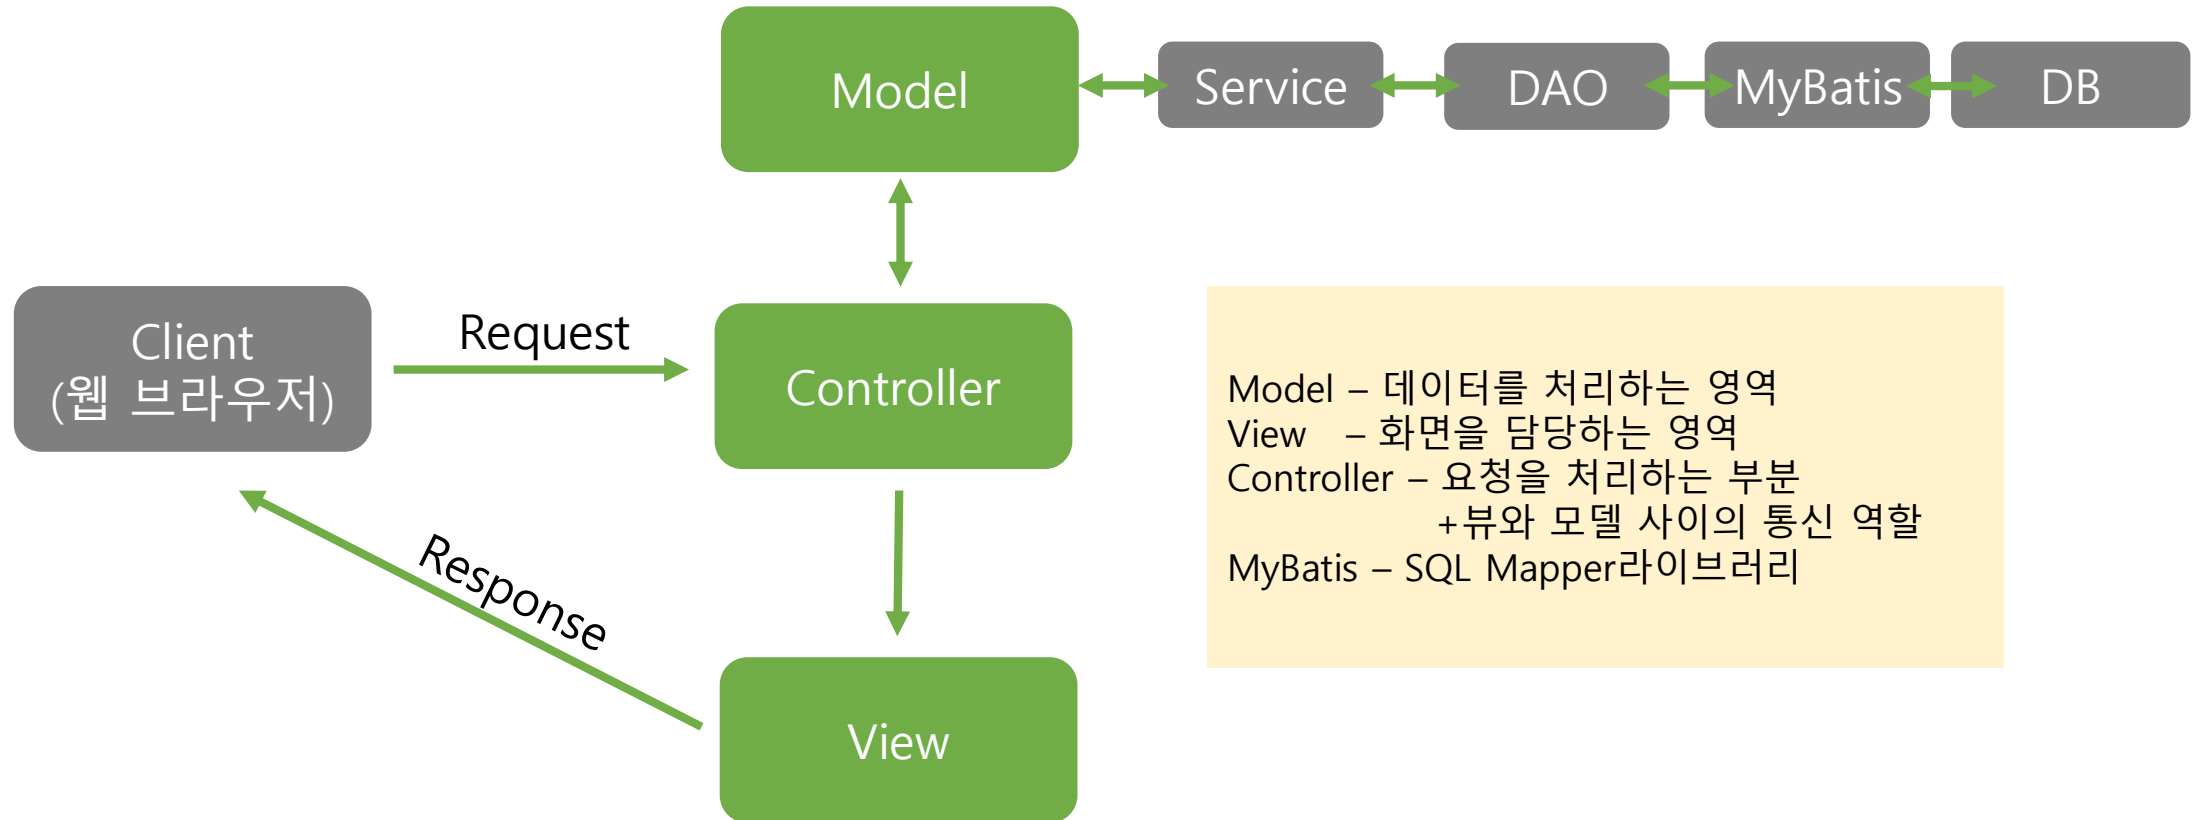 Model
Service
DAO
MyBatis
DB
Client
(웹 브라우저)
Request
Controller
Model – 데이터를 처리하는 영역
View – 화면을 담당하는 영역
Controller – 요청을 처리하는 부분
+뷰와 모델 사이의 통신 역할
MyBatis – SQL Mapper라이브러리
Response
View